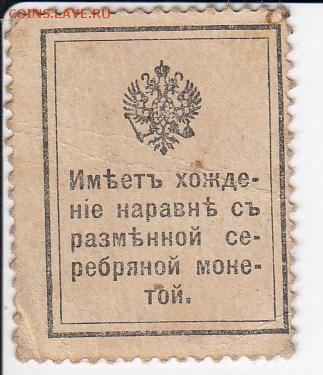 COINS.LAVE.RU
Имѣетъ хожде-
ніе наравнѣ съ
размѣнной се-
ребряной моне-
той.